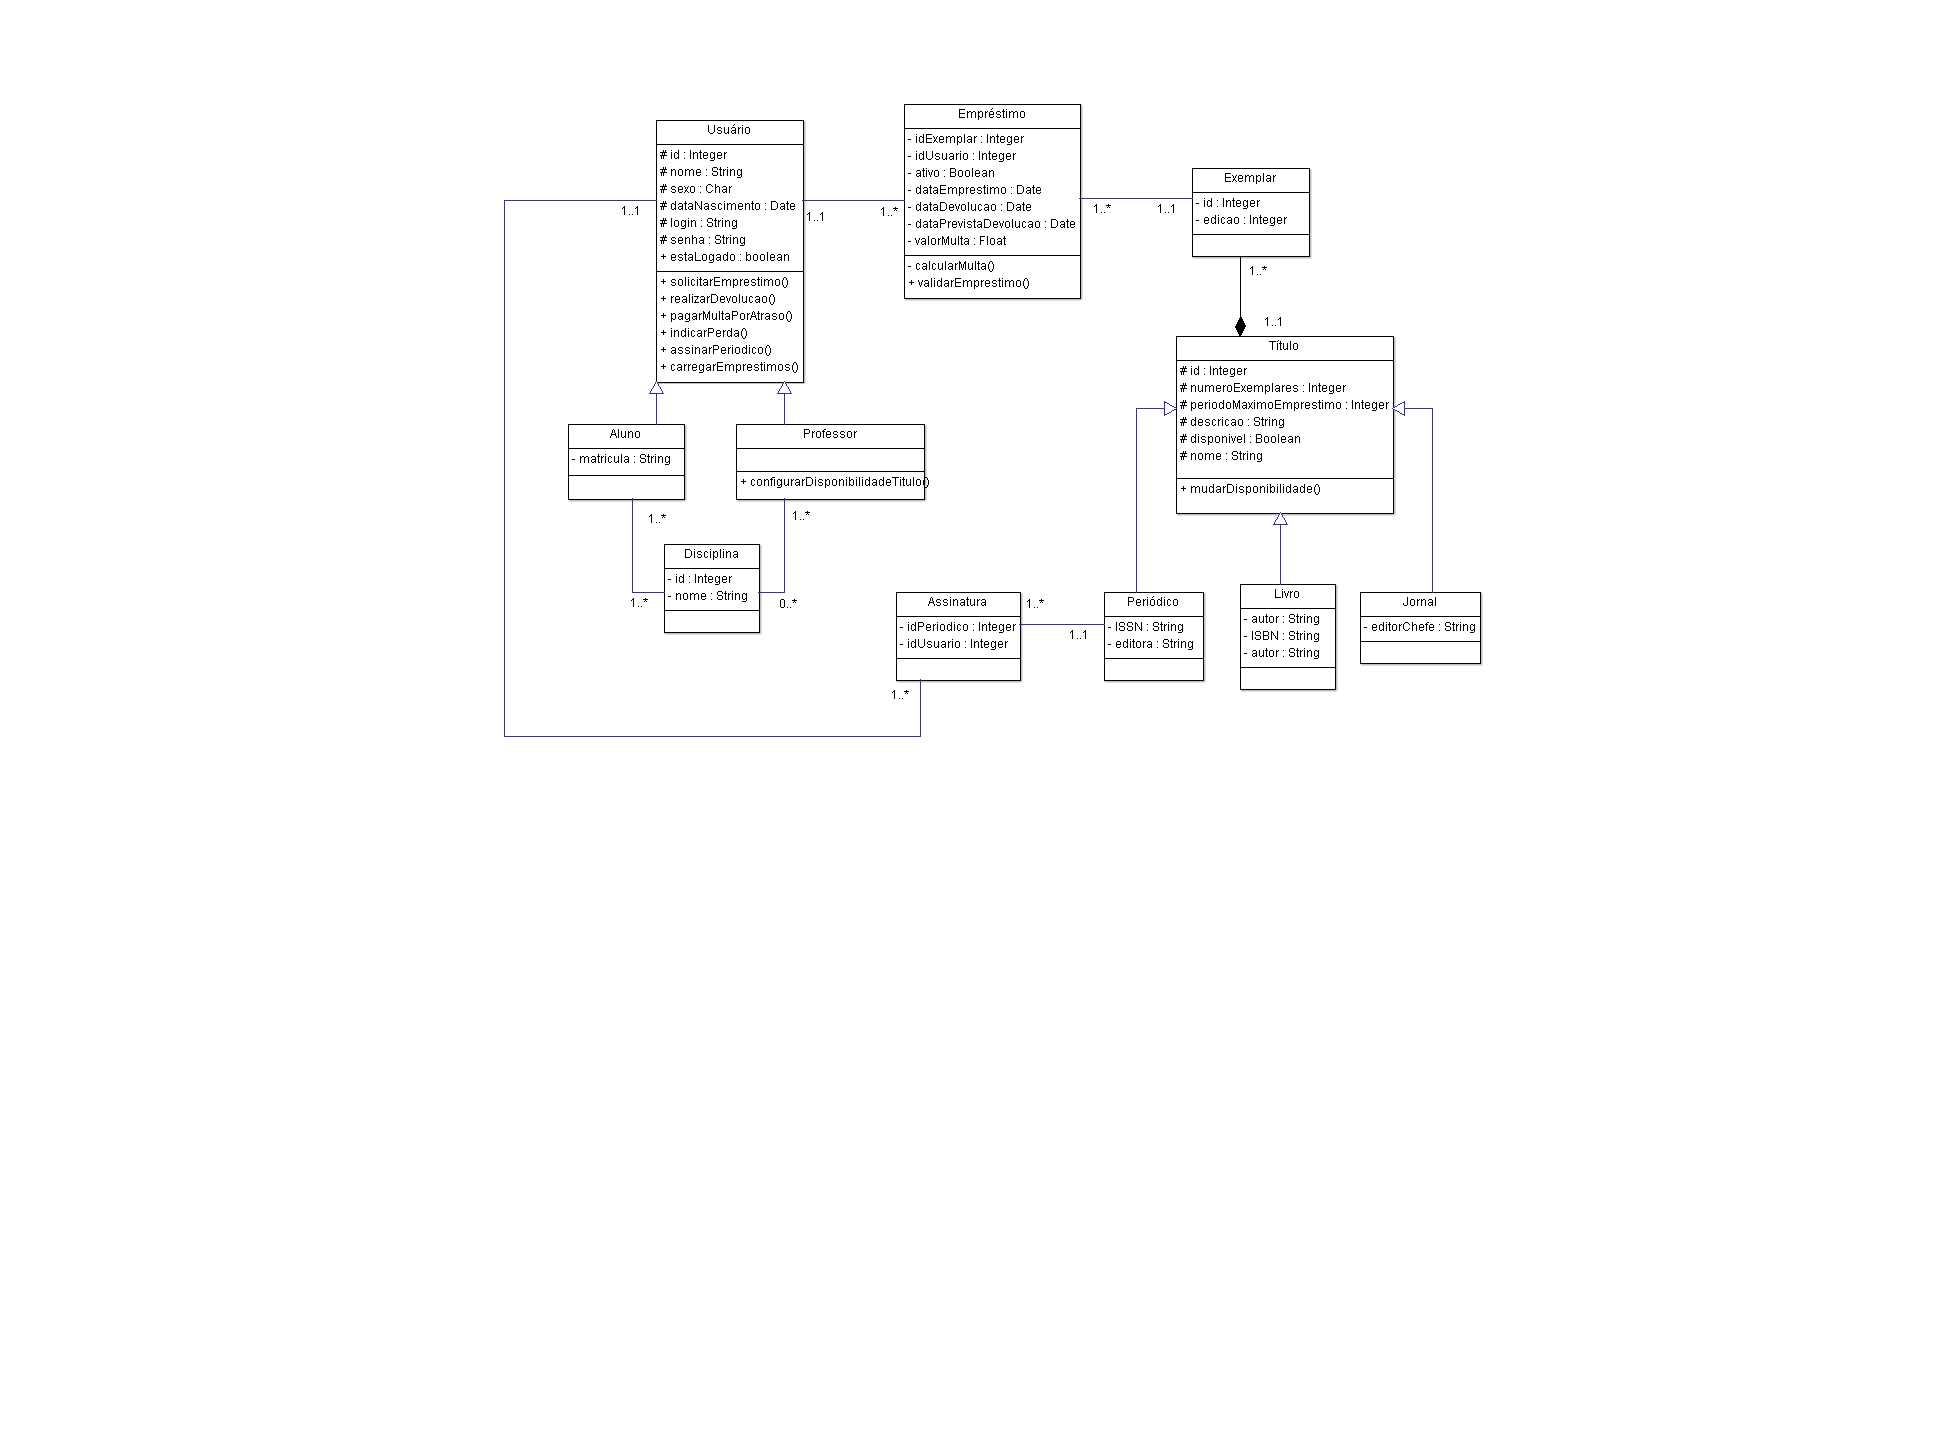 Usuário
# id : Integer
# nome : String
# sexo : Char
# dataNascimento : Date
# login : String
# senha : String
+ estaLogado : boolean
+ solicitarEmprestimo()
+ realizarDevolucao()
+ pagarMultaPorAtraso()
+ indicarPerda()
+ assinarPeriodico()
+ carregarEmprestimos()
1..1
1..1
1..*
Empréstimo
- idExemplar : Integer
- idUsuario : Integer
- ativo : Boolean
- dataEmprestimo : Date
- dataDevolucao : Date
- dataPrevistaDevolucao : Date
- valorMulta : Float
- calcularMulta()
+ validarEmprestimo()
1..*
1..1
Exemplar
- id : Integer
- edicao : Integer
1..*
1..1
Título
# id : Integer
# numeroExemplares : Integer
# periodoMaximoEmprestimo : Integer
# descricao : String
# disponivel : Boolean
# nome : String
+ mudarDisponibilidade()
Aluno
- matricula : String
Professor
+ configurarDisponibilidadeTitulo()
1..*
1..*
Disciplina
- id : Integer
- nome : String
1..*
0..*
Assinatura
- idPeriodico : Integer
- idUsuario : Integer
1..*
1..1
1..*
Periódico
- ISSN : String
- editora : String
Livro
- autor : String
- ISBN : String
- autor : String
Jornal
- editorChefe : String